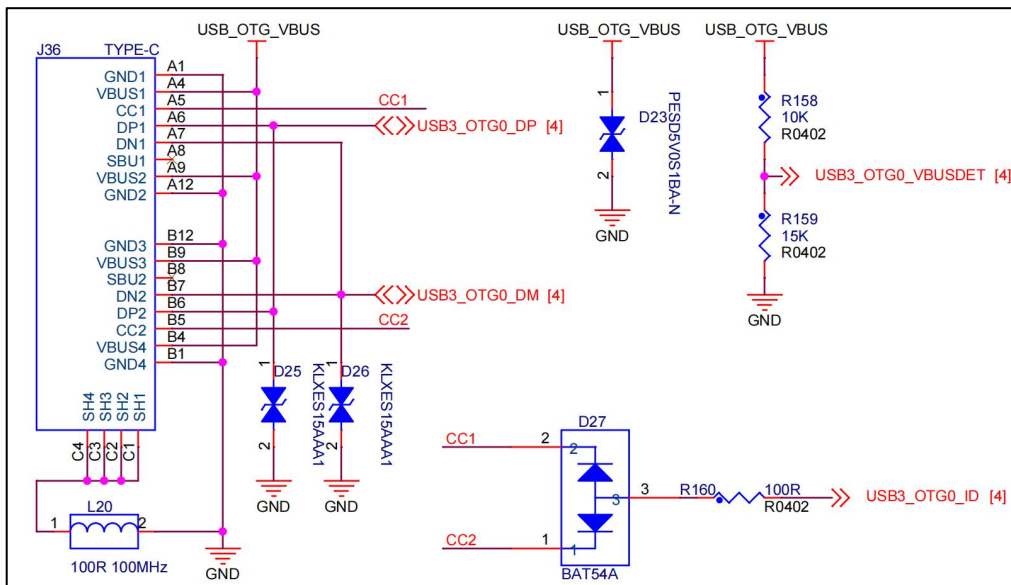 USB_OTG_VBUS
USB_OTG_VBUS
USB_OTG_VBUS
J36
TYPE-C
GND1 A1
VBUS1 A4
CC1 A5 CC1
DP1 A6 USB3_OTG0_DP [4]
DN1 A7
SBU1 A8
VBUS2 A9
GND2 A12
GND3 B12
VBUS3 B9
SBU2 B8
DN2 B7 USB3_OTG0_DM [4]
DP2 B6
CC2 B5 CC2
VBUS4 B4
GND4 B1
SH4
SH3
SH2
SH1
C4
C3
C2
C1
L20
1
2
100R 100MHz
GND
1
D25
KLXES15AAA1
2
GND
1
D26
KLXES15AAA1
2
GND
1
D23
PESD5V0S1BA-N
2
GND
R158
10K
R0402
USB3_OTG0_VBUSDET [4]
R159
15K
R0402
GND
D27
CC1 2 2
3 3 R160 100R USB3_OTG0_ID [4]
R0402
CC2 1 1
BAT54A